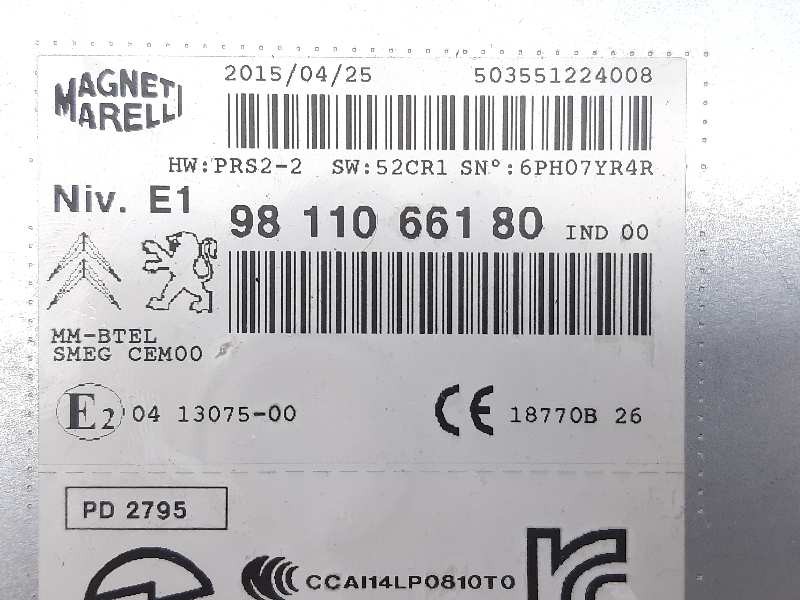 MAGNETI
MARELLI
2015/04/25 503551224008
HW:PRS2-2 SW:52CR1 SN°:6PH07YR4R
Niv. E1
98 110 661 80 IND 00
MM-BTEL
SMEG CEM00
E2 04 13075-00 CE 18770B 26
PD 2795
CCAI14LP0810T0